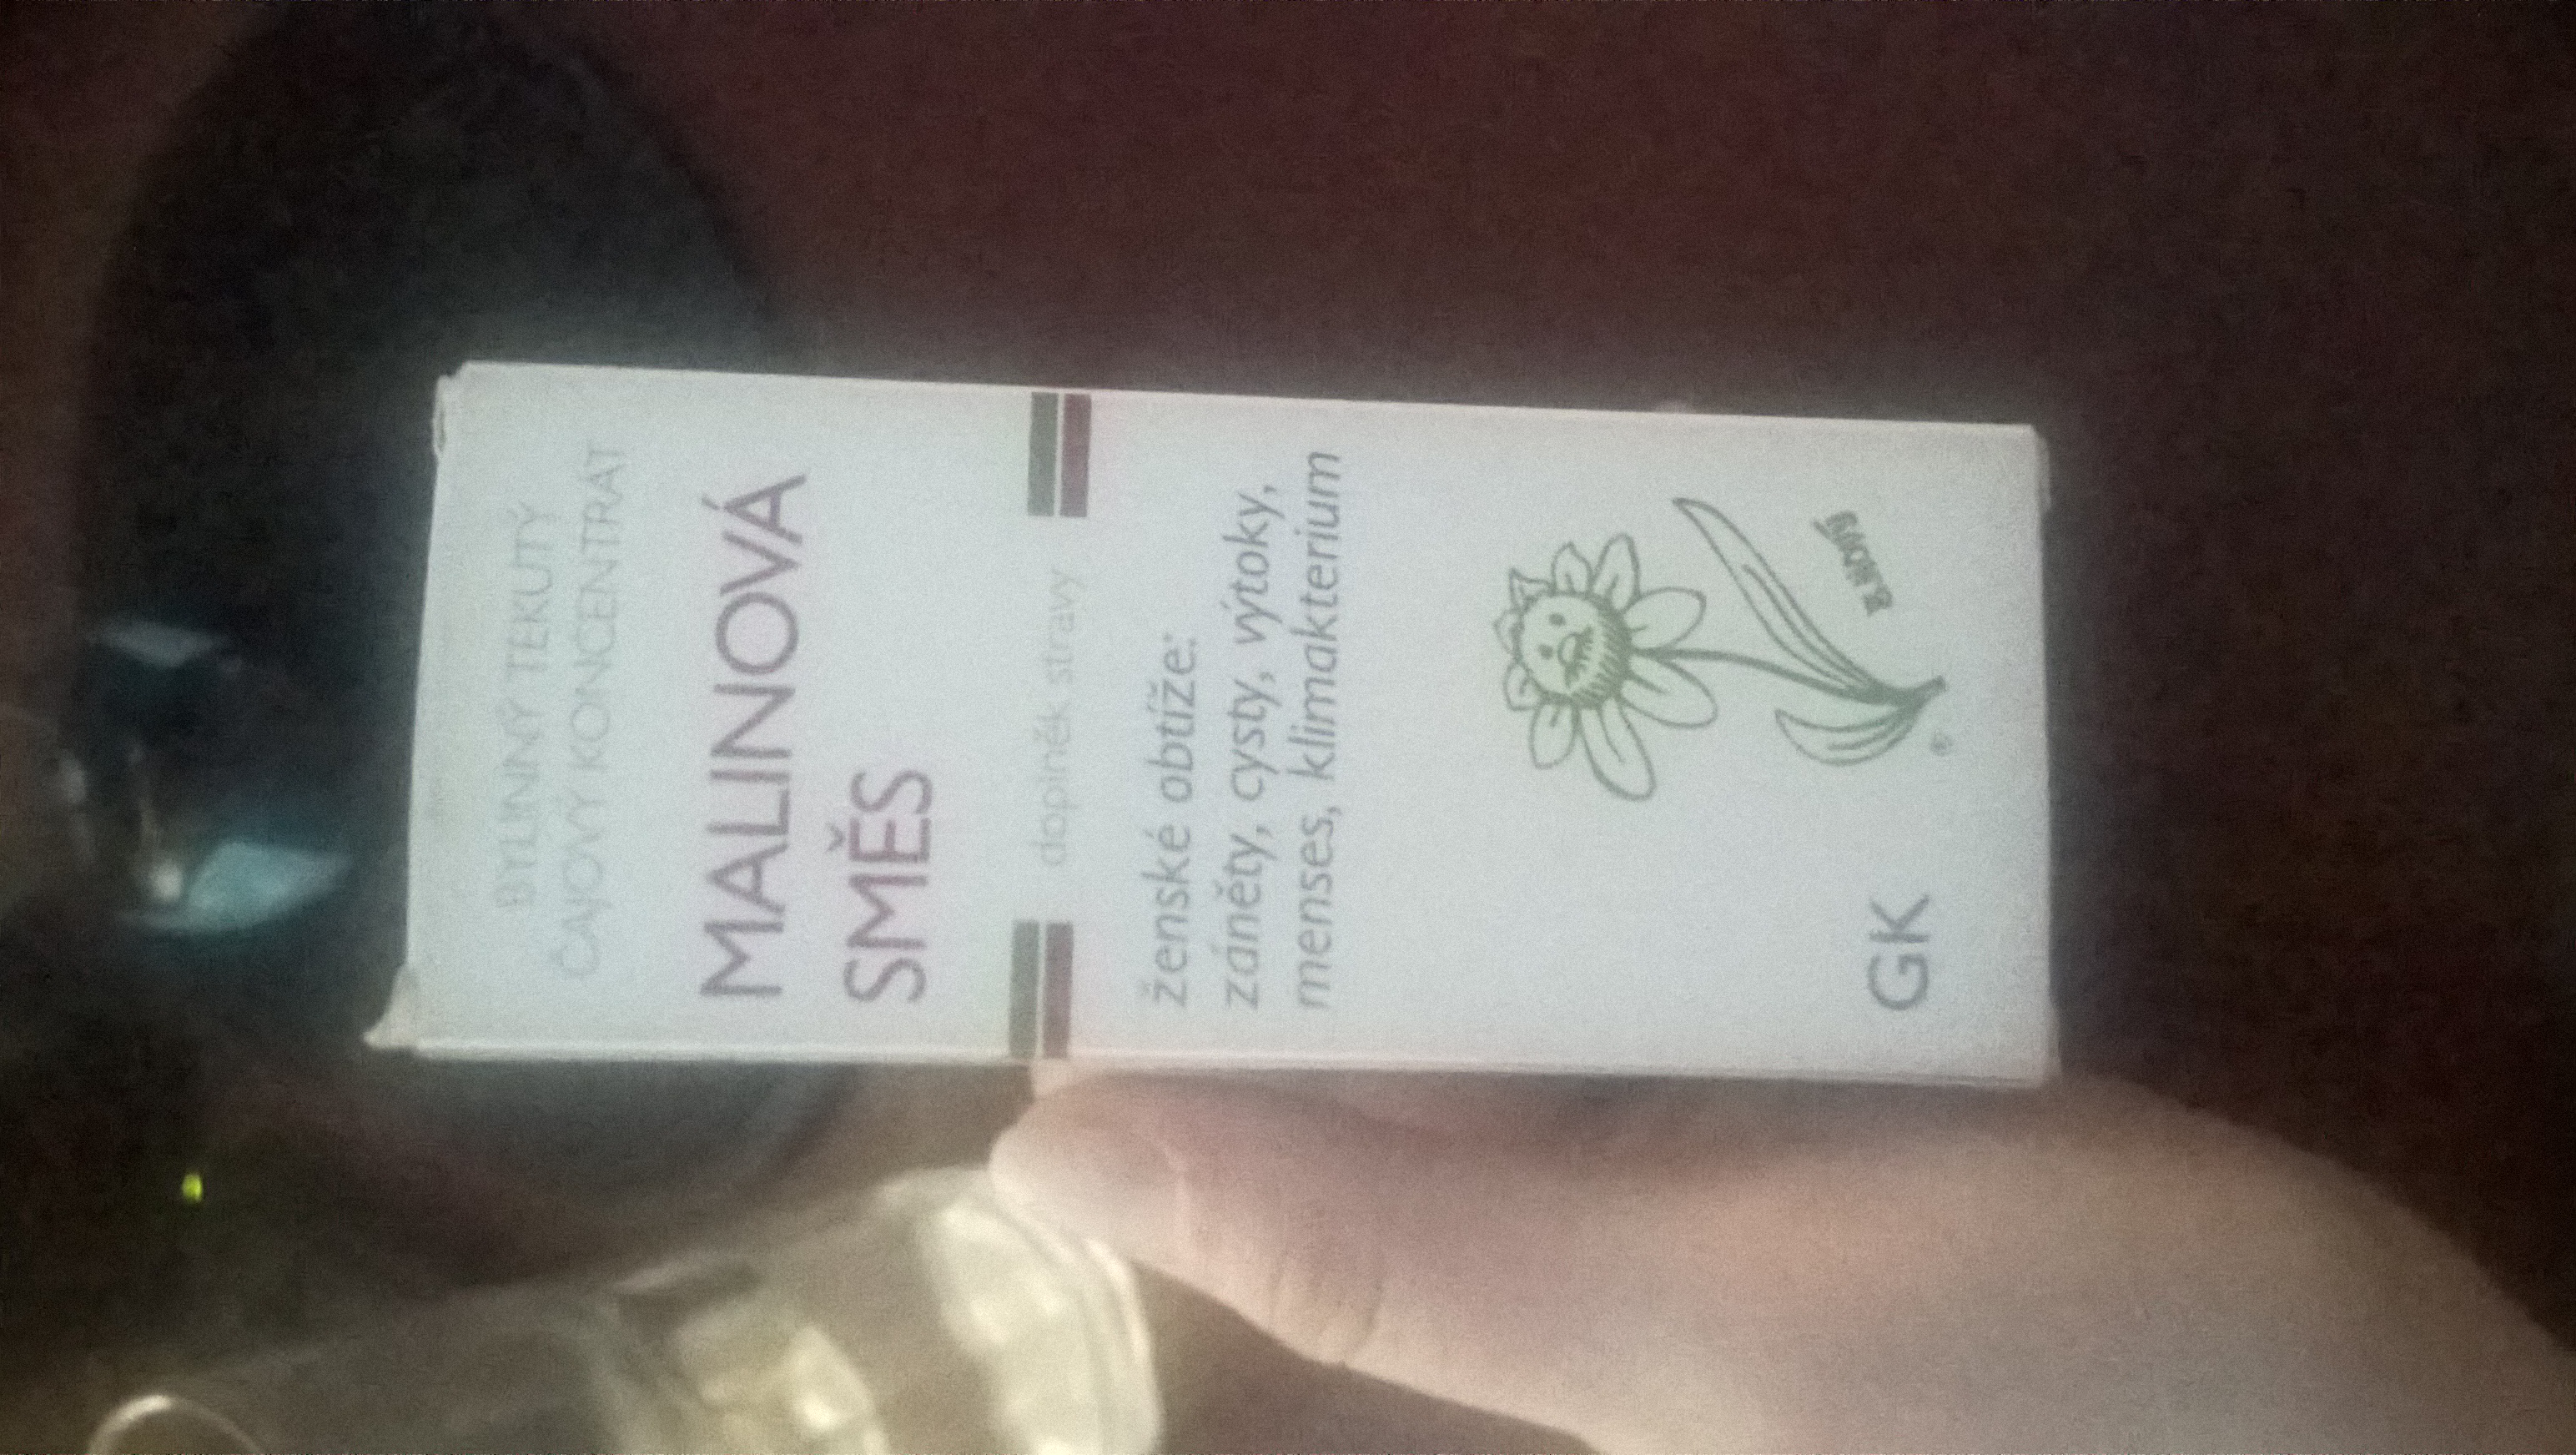 BYLINNÝ TEKUTÝ
ČAJOVÝ KONCENTRÁT
MALINOVÁ
SMĚS
doplněk stravy
ženské obtíže:
záněty, cysty, výtoky,
menses, klimakterium
GK
®